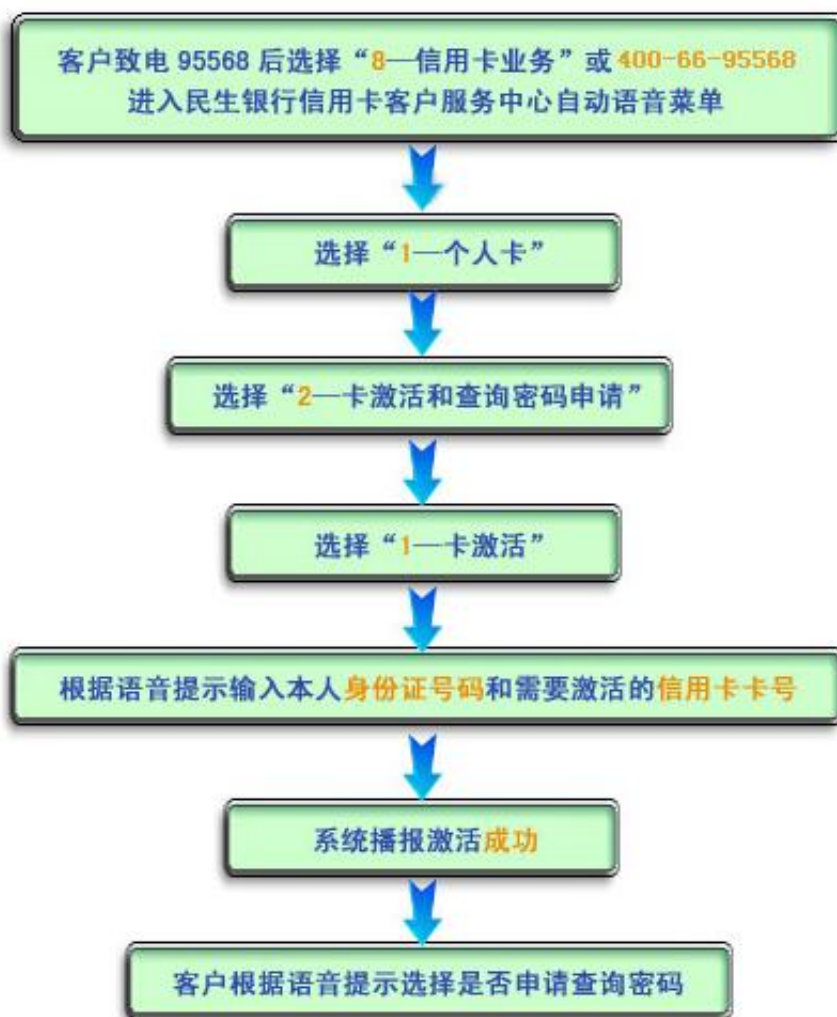 客户致电 95568 后选择“8—信用卡业务”或 400-66-95568
进入民生银行信用卡客户服务中心自动语音菜单
选择“1—个人卡”
选择“2—卡激活和查询密码申请”
选择“1—卡激活”
根据语音提示输入本人身份证号码和需要激活的信用卡卡号
系统播报激活成功
客户根据语音提示选择是否申请查询密码